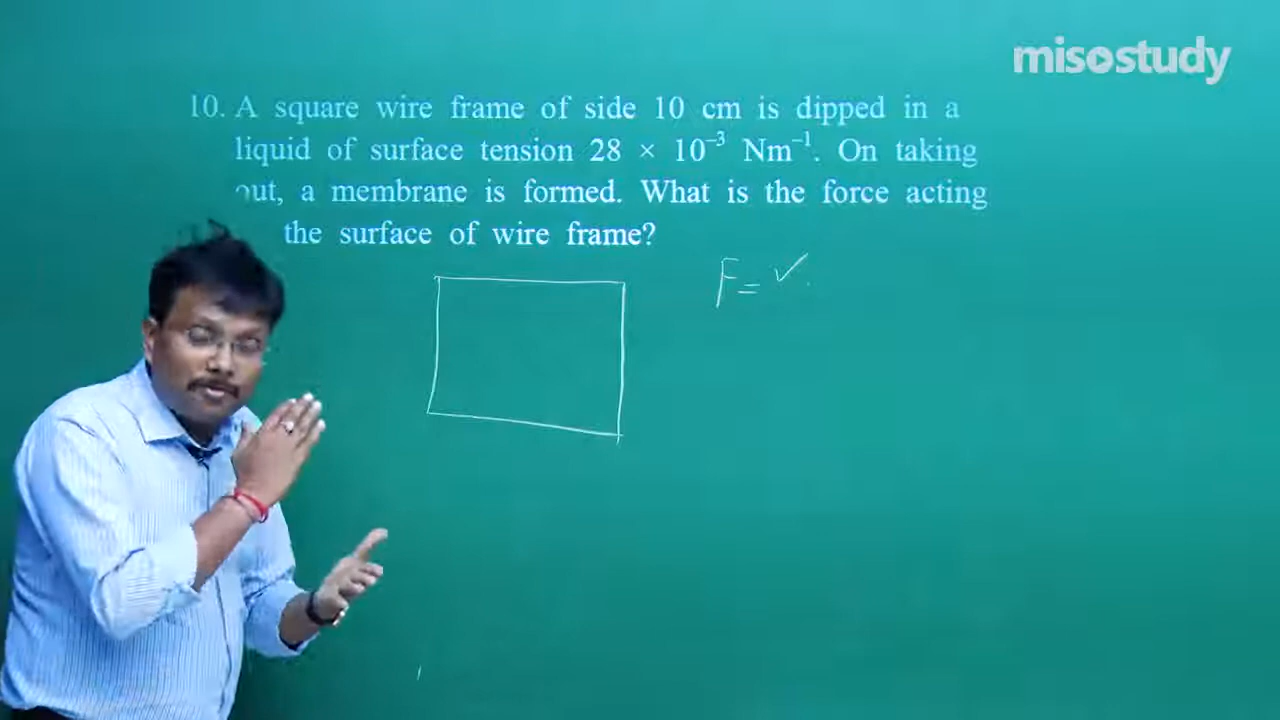 misostudy
10. A square wire frame of side 10 cm is dipped in a
liquid of surface tension 28 × 10⁻³ Nm⁻¹. On taking
out, a membrane is formed. What is the force acting
the surface of wire frame?
F = ✓